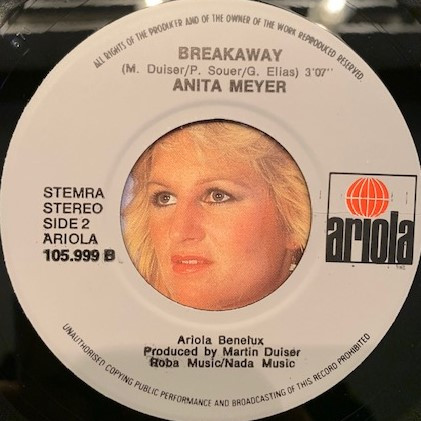 ALL RIGHTS OF THE PRODUCER AND OF THE OWNER OF THE WORK REPRODUCED RESERVED.
BREAKAWAY
(M. Duiser/P. Souer/G. Elias) 3'07''
ANITA MEYER
STEMRA
STEREO
SIDE 2
ARIOLA
105.999 B
ariola
Ariola Benelux
Produced by Martin Duiser
Roba Music/Nada Music
UNAUTHORISED COPYING PUBLIC PERFORMANCE AND BROADCASTING OF THIS RECORD PROHIBITED